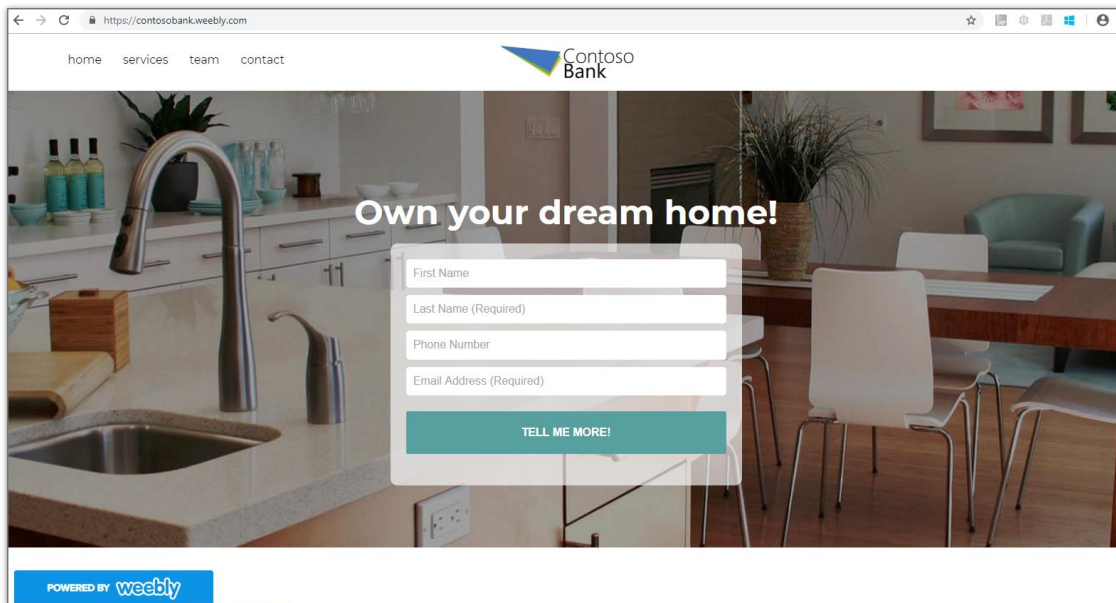 https://contosobank.weebly.com
home services team contact
Contoso
Bank
Own your dream home!
First Name
Last Name (Required)
Phone Number
Email Address (Required)
TELL ME MORE!
POWERED BY weebly